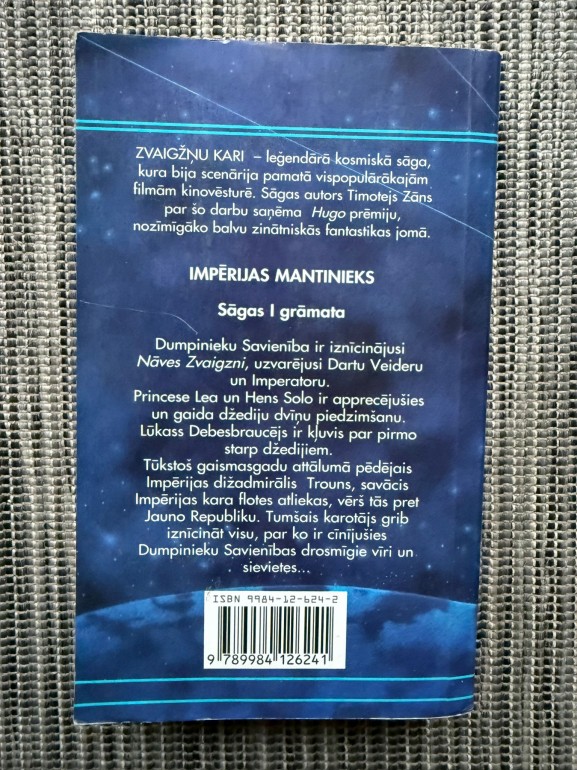 ZVAIGŽŅU KARI – leģendārā kosmiskā sāga,
kura bija scenārija pamatā vispopulārākajām
filmām kinovēsturē. Sāgas autors Timotejs Zāns
par šo darbu saņēma Hugo prēmiju,
nozīmīgāko balvu zinātniskās fantastikas jomā.
IMPĒRIJAS MANTINIEKS
Sāgas I grāmata
Dumpinieku Savienība ir iznīcinājusi
Nāves Zvaigzni, uzvarējusi Dartu Veideru
un Imperatoru.
Princese Lea un Hens Solo ir apprecējušies
un gaida džediju dvīņu piedzimšanu.
Lūkass Debesbraucējs ir kļuvis par pirmo
starp džedijiem.
Tūkstoš gaismasgadu attālumā pēdējais
Impērijas dižadmirālis Trouns, savācis
Impērijas kara flotes atliekas, vērš tās pret
Jauno Republiku. Tumšais karotājs grib
iznīcināt visu, par ko ir cīnījušies
Dumpinieku Savienības drosmīgie vīri un
sievietes...
ISBN 9984-12-624-2
9 789984 126241